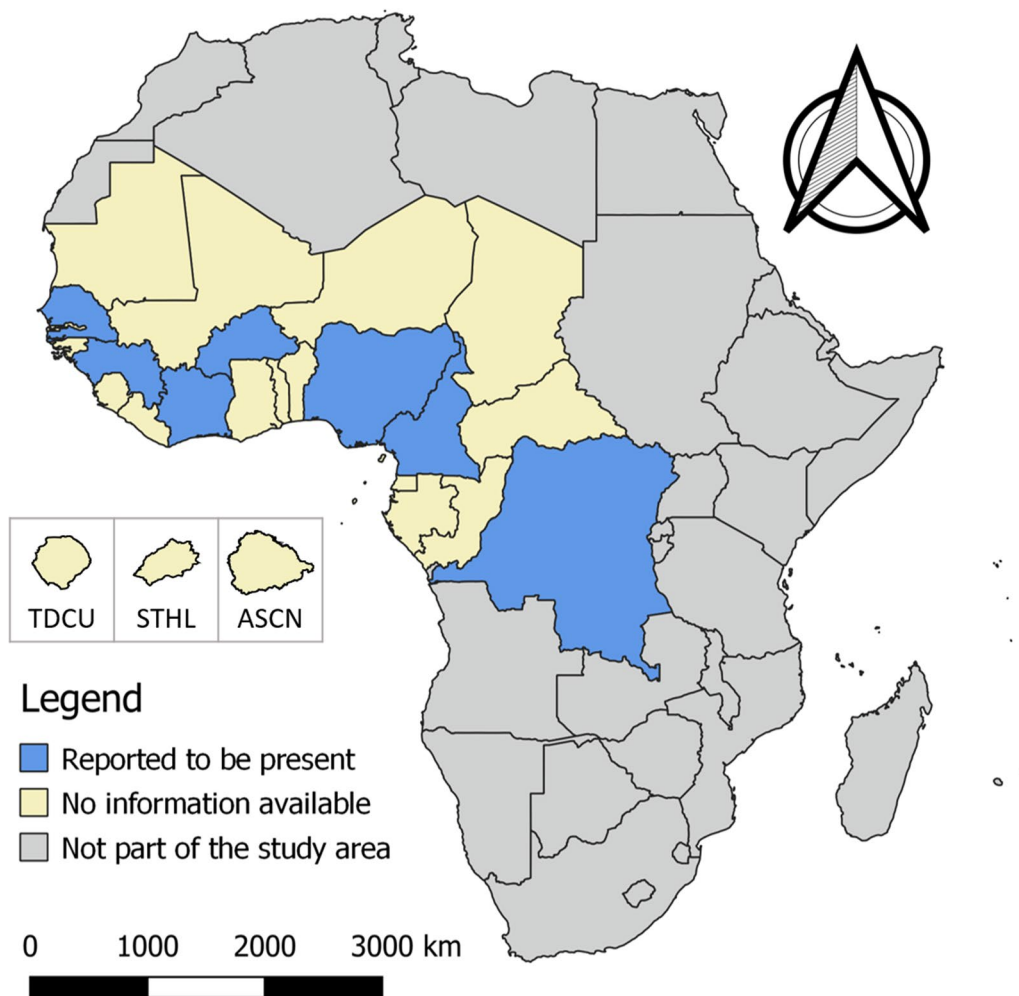 TDCU STHL ASCN
Legend
Reported to be present
No information available
Not part of the study area
0 1000 2000 3000 km